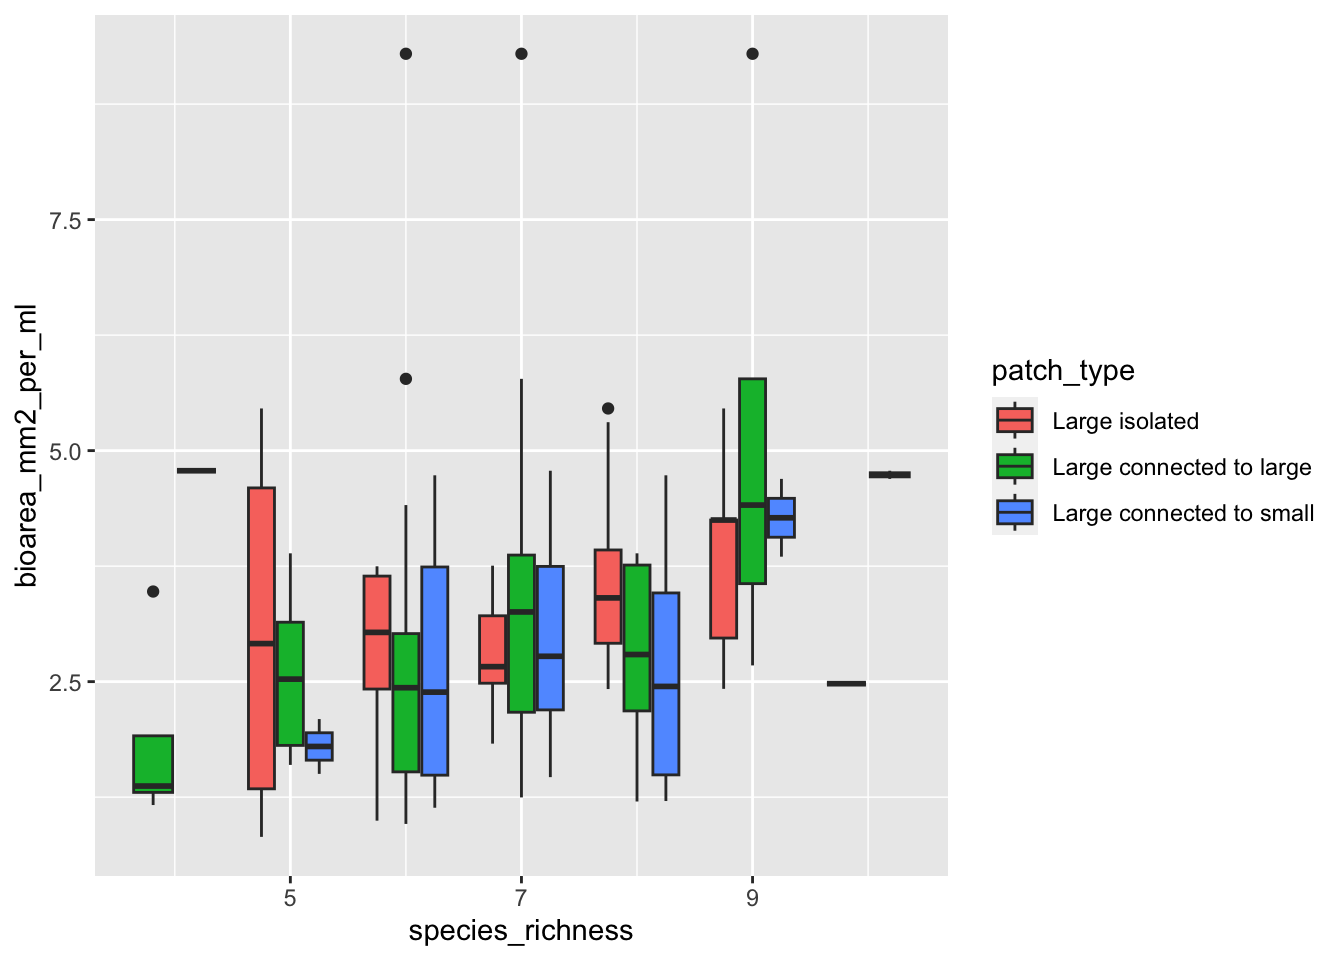 7.5
5.0
2.5
bioarea_mm2_per_ml
5
7
9
species_richness
patch_type
Large isolated
Large connected to large
Large connected to small